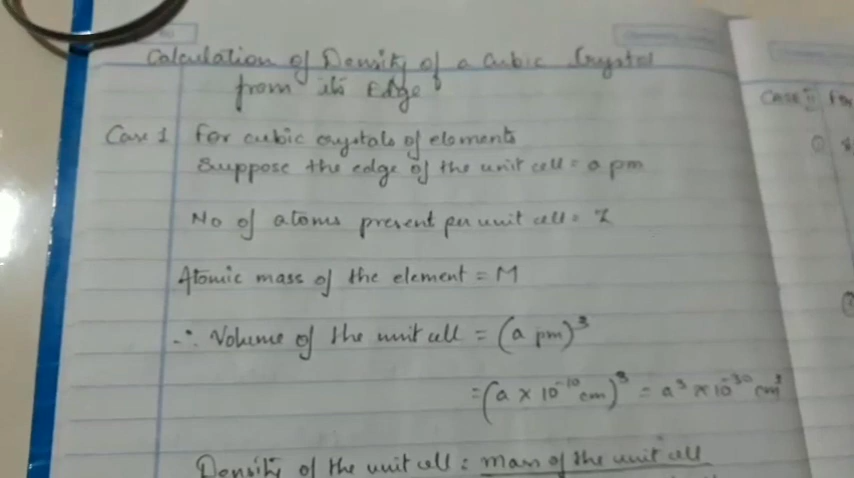 Calculation of Density of a Cubic Crystal
from its Edge
Case 1 For cubic crystals of elements
Suppose the edge of the unit cell = a pm
No of atoms present per unit cell = Z
Atomic mass of the element = M
∴ Volume of the unit cell = (a pm)³
= (a × 10⁻¹⁰ cm)³ = a³ × 10⁻³⁰ cm³
Density of the unit cell = mass of the unit cell
CASE II For